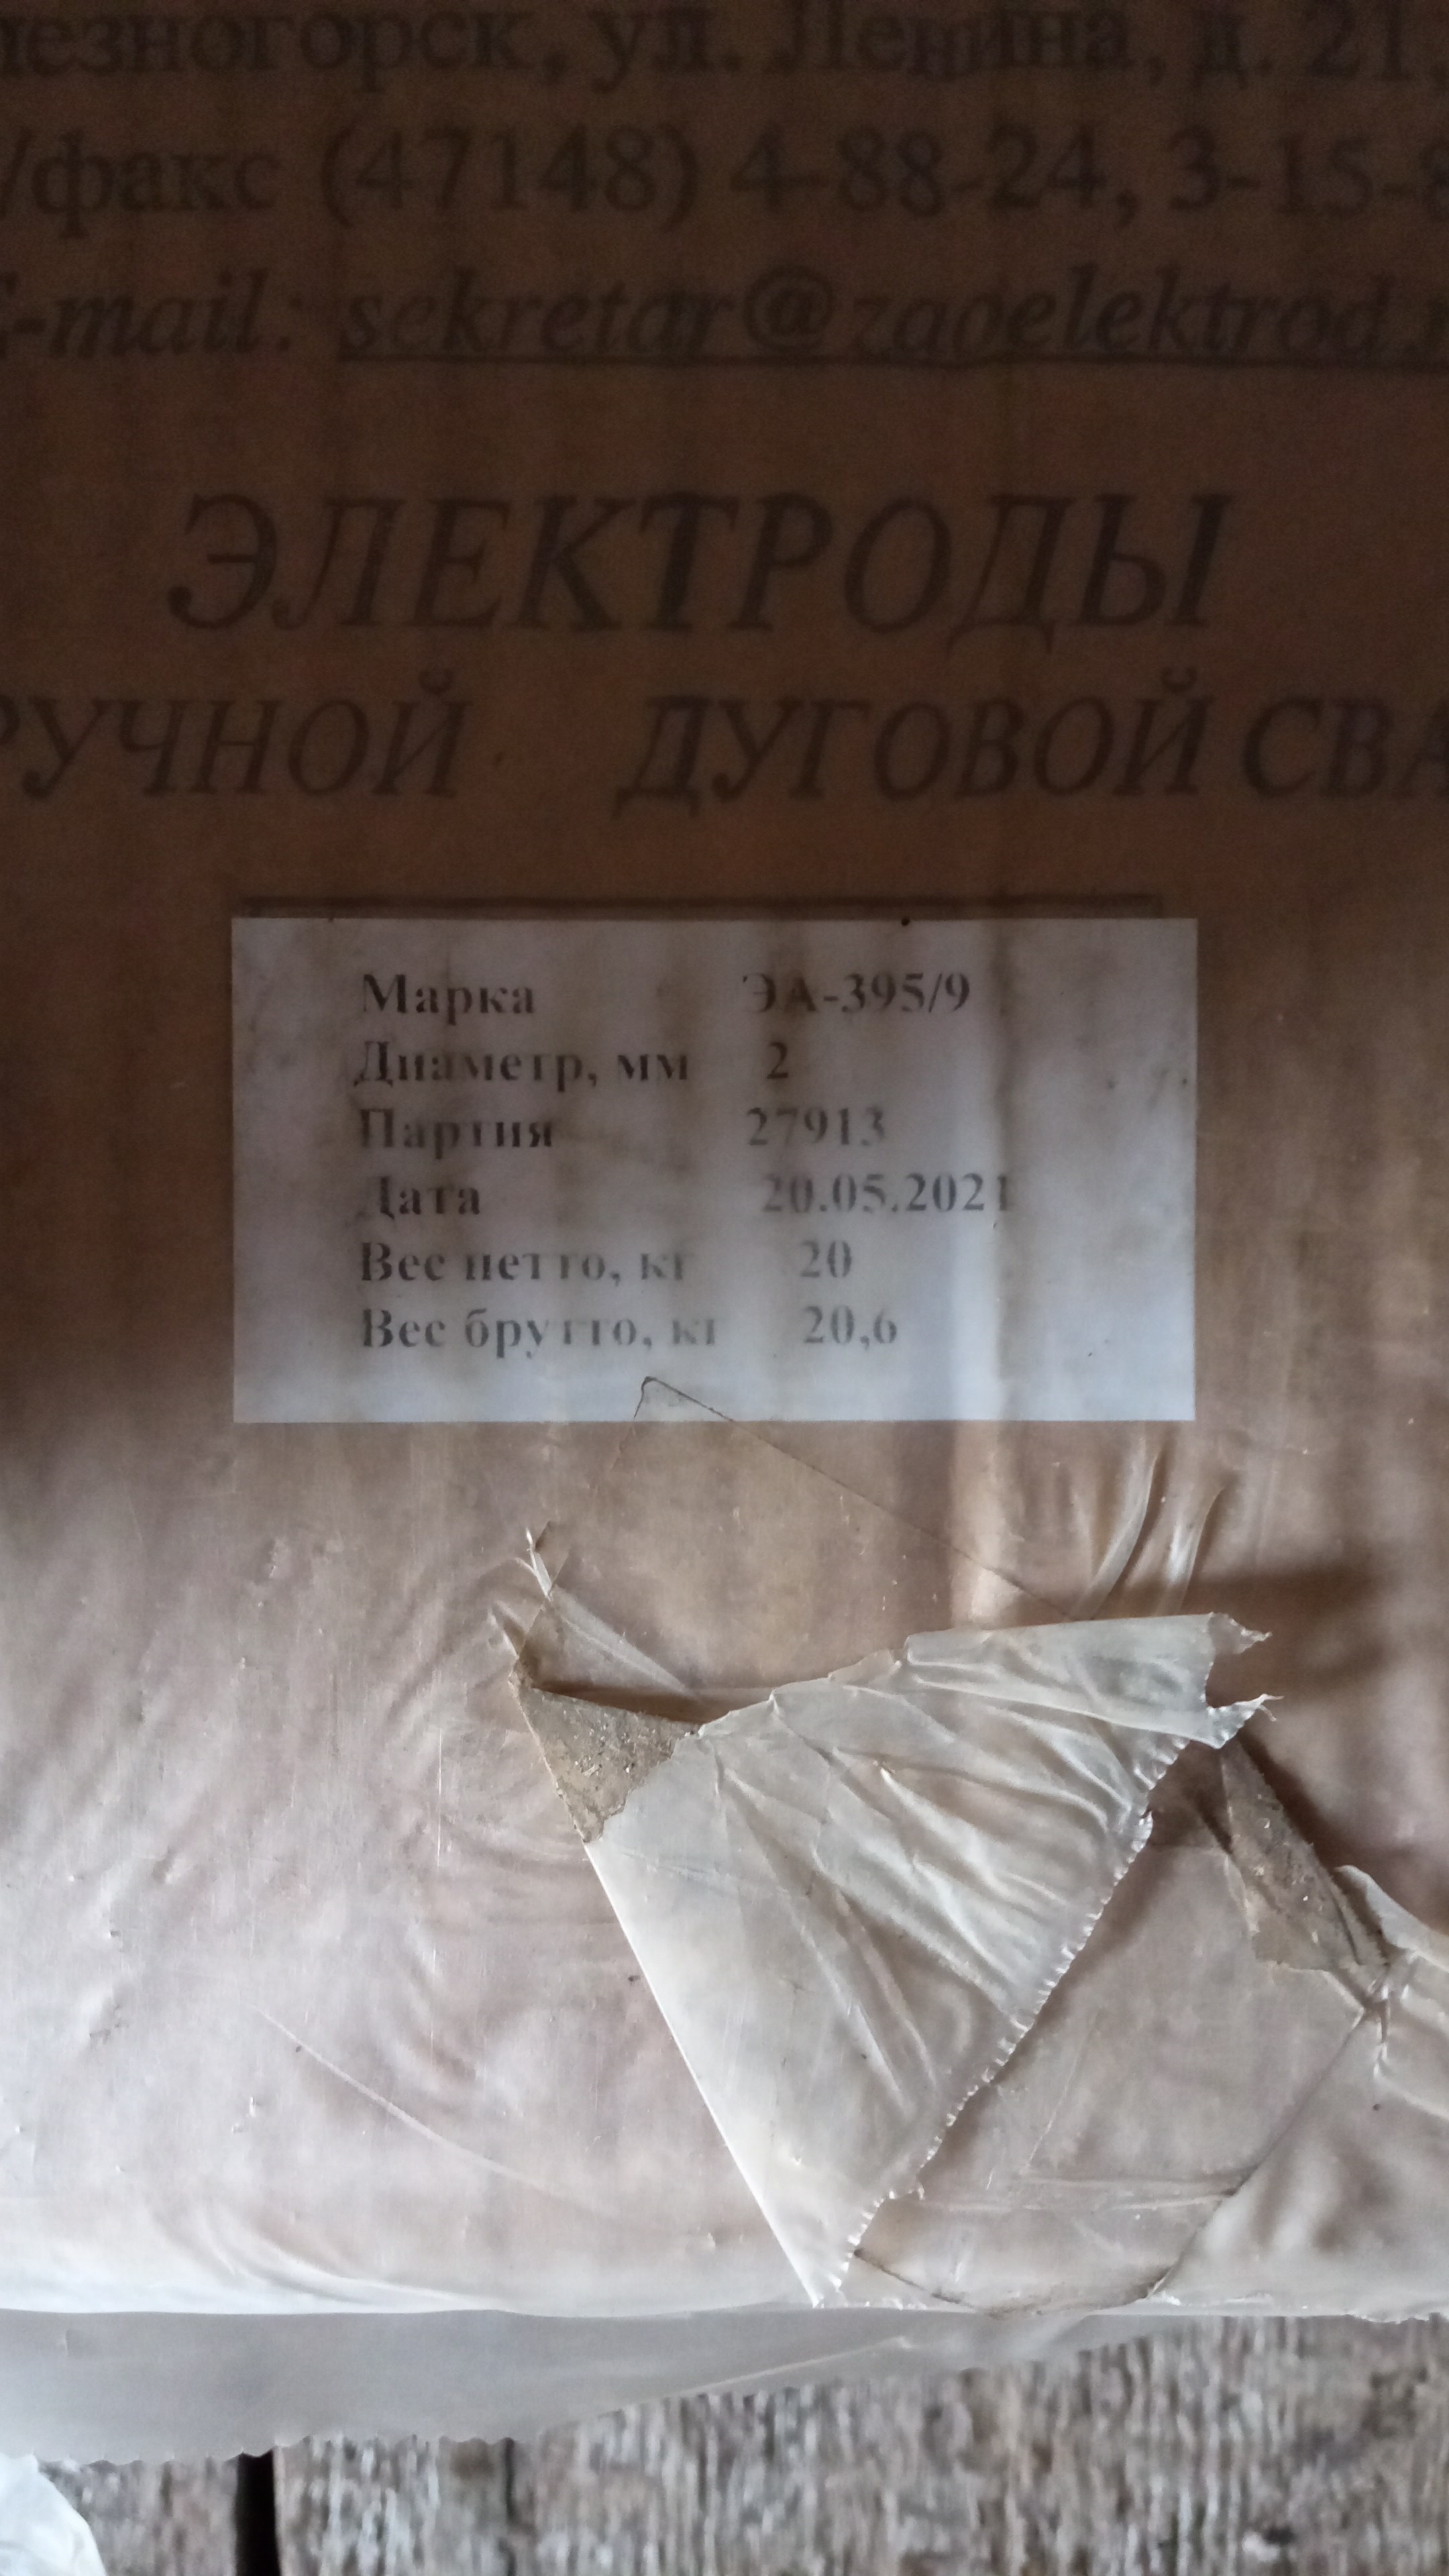 лезногорск, ул. Ленина, д. 21,
/факс (47148) 4-88-24, 3-15-8
E-mail: sekretar@zaoelektrod.
ЭЛЕКТРОДЫ
РУЧНОЙ ДУГОВОЙ СВА
Марка ЭА-395/9
Диаметр, мм 2
Партия 27913
Дата 20.05.2021
Вес нетто, кг 20
Вес брутто, кг 20,6